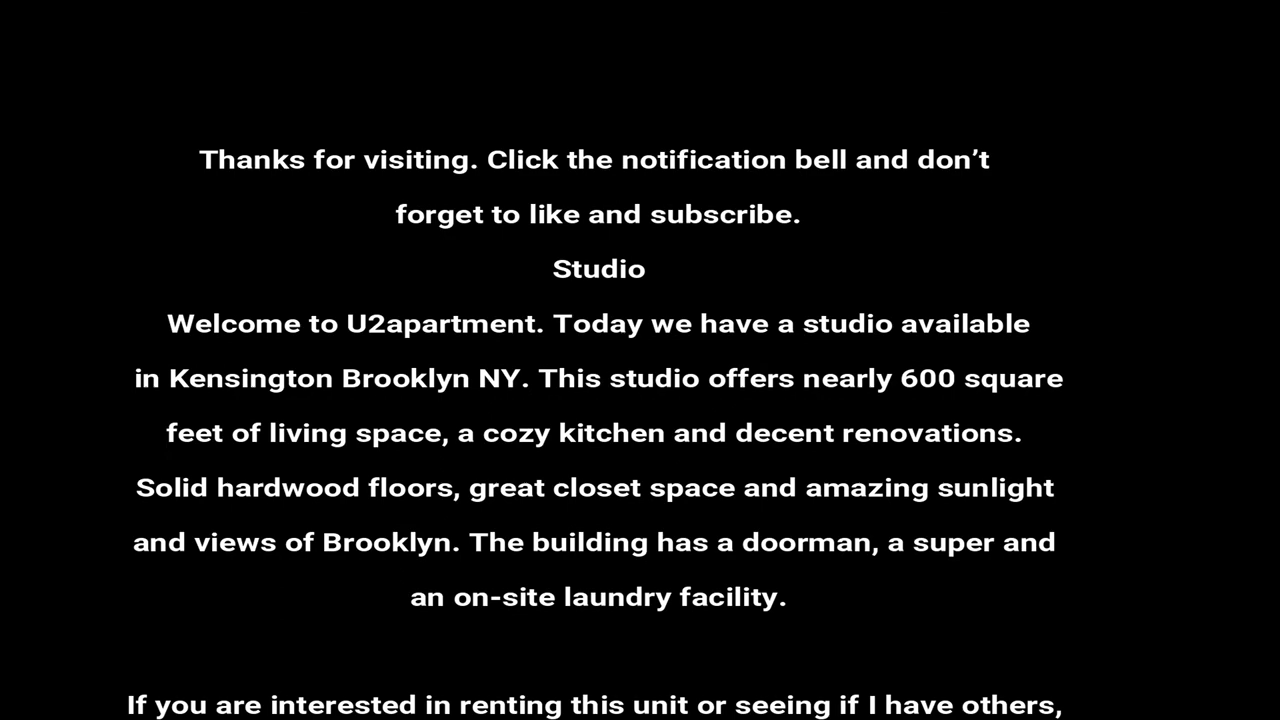 Thanks for visiting. Click the notification bell and don’t
forget to like and subscribe.
Studio
Welcome to U2apartment. Today we have a studio available
in Kensington Brooklyn NY. This studio offers nearly 600 square
feet of living space, a cozy kitchen and decent renovations.
Solid hardwood floors, great closet space and amazing sunlight
and views of Brooklyn. The building has a doorman, a super and
an on-site laundry facility.
If you are interested in renting this unit or seeing if I have others,